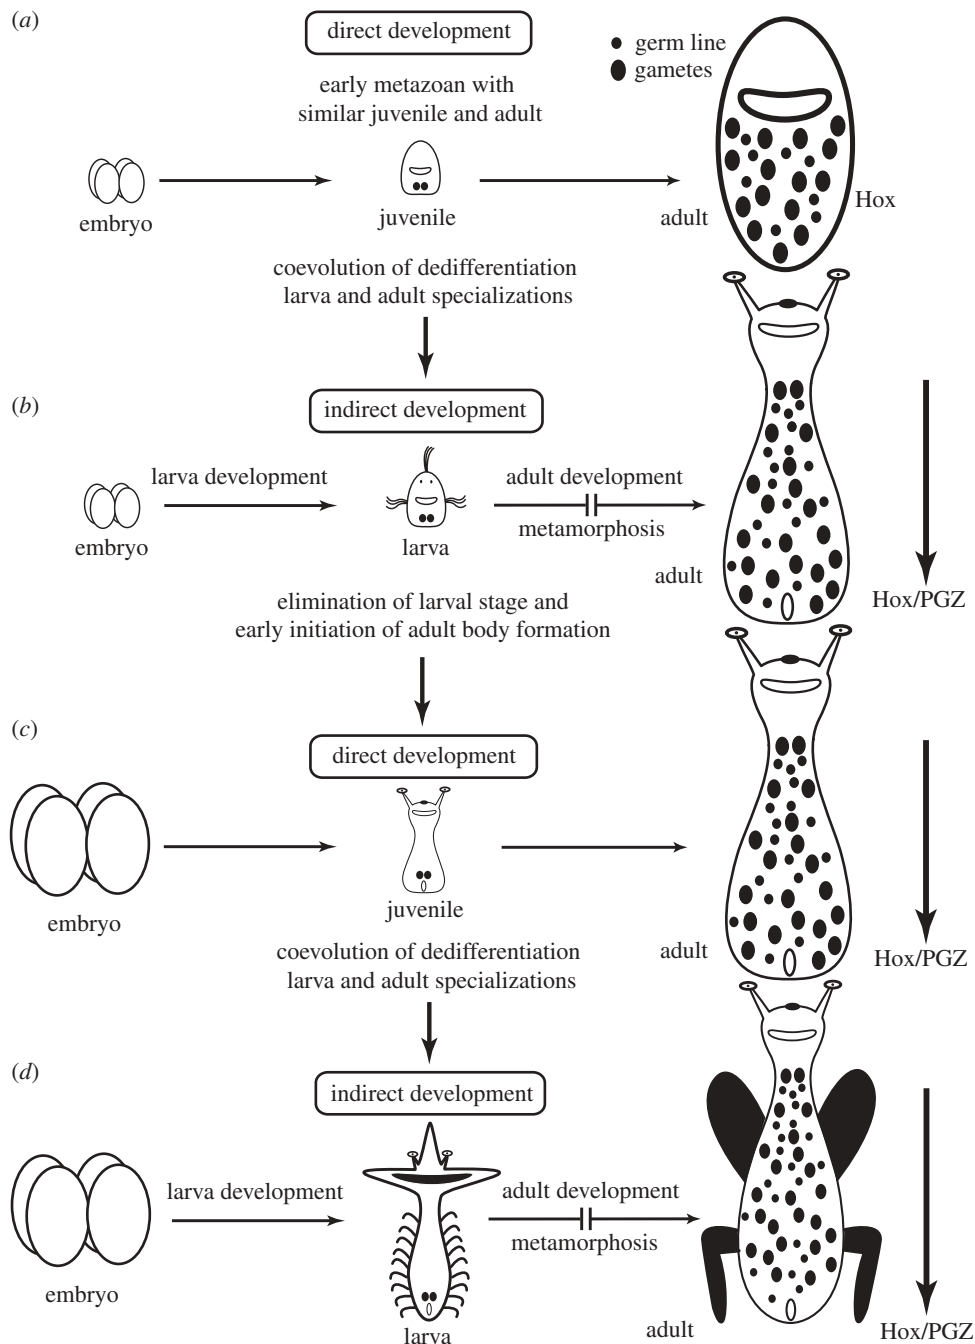 (a)
direct development
germ line
gametes
early metazoan with
similar juvenile and adult
embryo
juvenile
adult
Hox
coevolution of dedifferentiation
larva and adult specializations
(b)
indirect development
larva development
adult development
metamorphosis
embryo
larva
adult
Hox/PGZ
elimination of larval stage and
early initiation of adult body formation
(c)
direct development
embryo
juvenile
adult
Hox/PGZ
coevolution of dedifferentiation
larva and adult specializations
(d)
indirect development
larva development
adult development
metamorphosis
embryo
larva
adult
Hox/PGZ